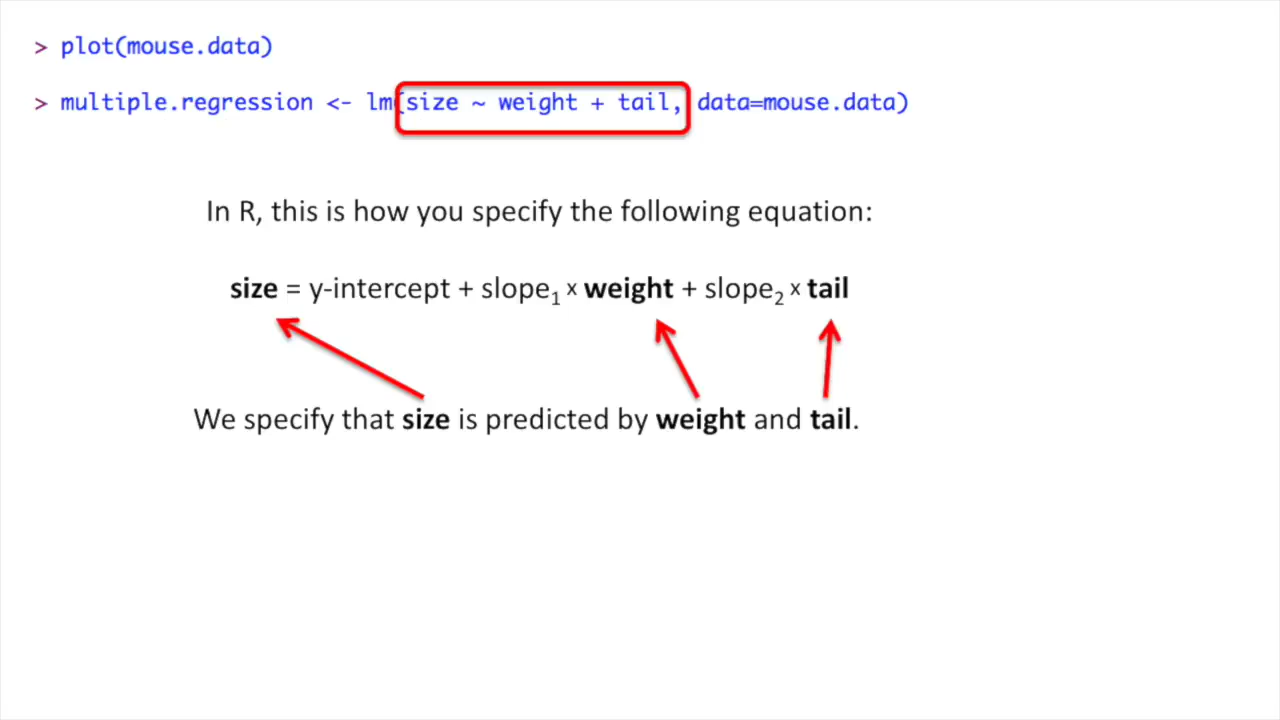 > plot(mouse.data)
> multiple.regression <- lm(size ~ weight + tail, data=mouse.data)
In R, this is how you specify the following equation:
size = y-intercept + slope₁ x weight + slope₂ x tail
We specify that size is predicted by weight and tail.